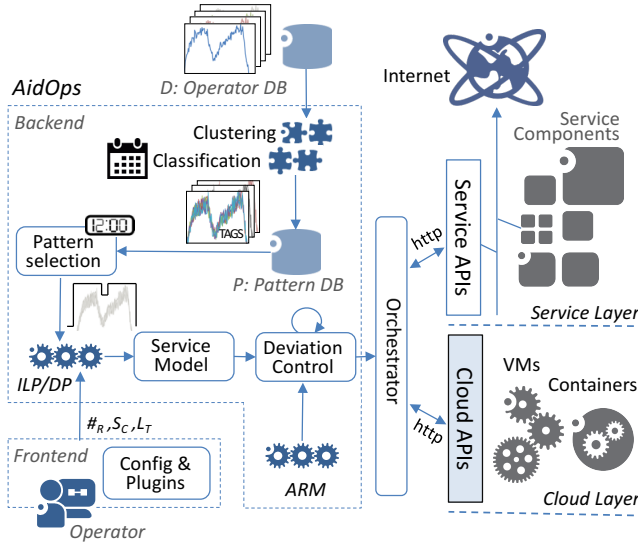 AidOps
D: Operator DB
Internet
Backend
Clustering
Classification
Service
Components
12:00
TAGS
Pattern
selection
P: Pattern DB
http
Service APIs
Service Layer
Orchestrator
Service
Model
Deviation
Control
ILP/DP
VMs
Containers
Cloud APIs
http
#R ,SC ,LT
Frontend
Config &
Plugins
ARM
Cloud Layer
Operator